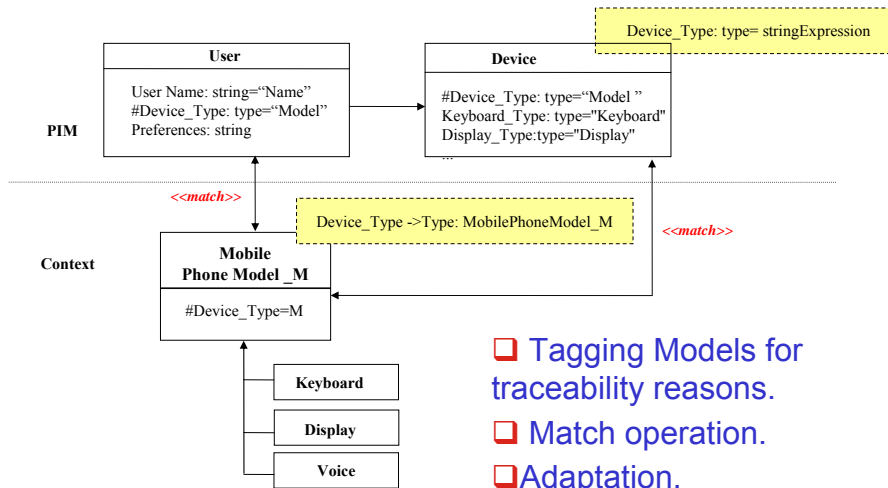 Device_Type: type= stringExpression
User
Device
User Name: string=“Name”
#Device_Type: type=“Model”
Preferences: string
#Device_Type: type=“Model ”
Keyboard_Type: type="Keyboard"
Display_Type:type="Display"
...
PIM
<<match>>
Device_Type ->Type: MobilePhoneModel_M
<<match>>
Context
Mobile
Phone Model _M
#Device_Type=M
Keyboard
Display
Voice
Tagging Models for
traceability reasons.
Match operation.
Adaptation.